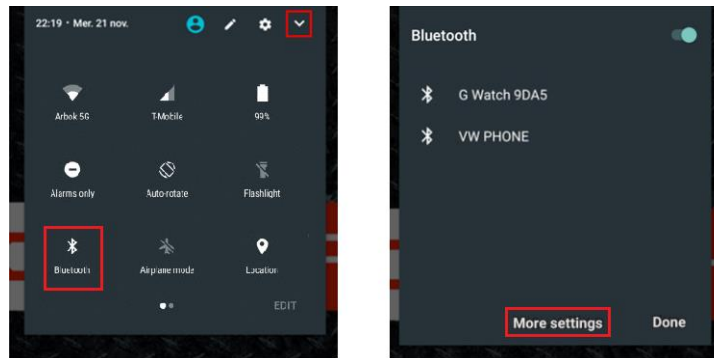 22:19 • Mer. 21 nov.
Arbok 5G
T-Mobile
99%
Alarms only
Auto-rotate
Flashlight
Bluetooth
Airplane mode
Location
EDIT
Bluetooth
G Watch 9DA5
VW PHONE
More settings
Done